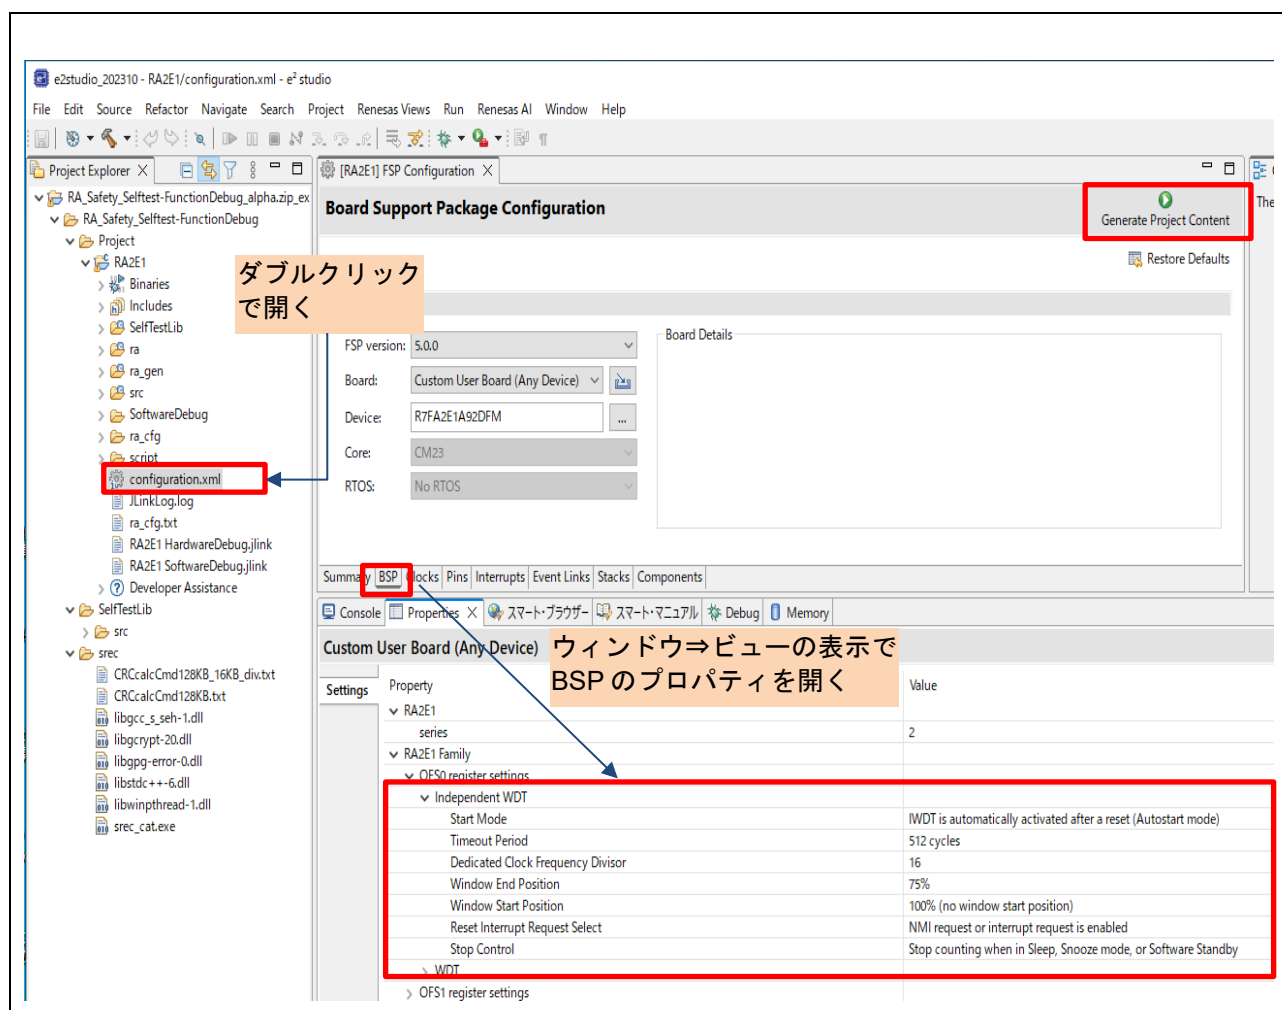 e2studio_202310 - RA2E1/configuration.xml - e² studio
File Edit Source Refactor Navigate Search Project Renesas Views Run Renesas AI Window Help
Project Explorer
RA_Safety_Selftest-FunctionDebug_alpha.zip_ex
RA_Safety_Selftest-FunctionDebug
Project
RA2E1
Binaries
Includes
SelfTestLib
ra
ra_gen
src
SoftwareDebug
ra_cfg
script
configuration.xml
JLinkLog.log
ra_cfg.txt
RA2E1 HardwareDebug.jlink
RA2E1 SoftwareDebug.jlink
Developer Assistance
SelfTestLib
src
srec
CRCcalcCmd128KB_16KB_div.txt
CRCcalcCmd128KB.txt
libgcc_s_seh-1.dll
libgcrypt-20.dll
libgpg-error-0.dll
libstdc++-6.dll
libwinpthread-1.dll
srec_cat.exe
ダブルクリック
で開く
[RA2E1] FSP Configuration
Board Support Package Configuration
Generate Project Content
The
Restore Defaults
FSP version: 5.0.0
Board: Custom User Board (Any Device)
Device: R7FA2E1A92DFM ...
Core: CM23
RTOS: No RTOS
Board Details
Summary BSP Clocks Pins Interrupts Event Links Stacks Components
Console Properties スマート・ブラウザー スマート・マニュアル Debug Memory
Custom User Board (Any Device)
ウィンドウ⇒ビューの表示で
BSPのプロパティを開く
Settings
Property Value
RA2E1
series 2
RA2E1 Family
OFS0 register settings
Independent WDT
Start Mode IWDT is automatically activated after a reset (Autostart mode)
Timeout Period 512 cycles
Dedicated Clock Frequency Divisor 16
Window End Position 75%
Window Start Position 100% (no window start position)
Reset Interrupt Request Select NMI request or interrupt request is enabled
Stop Control Stop counting when in Sleep, Snooze mode, or Software Standby
WDT
OFS1 register settings